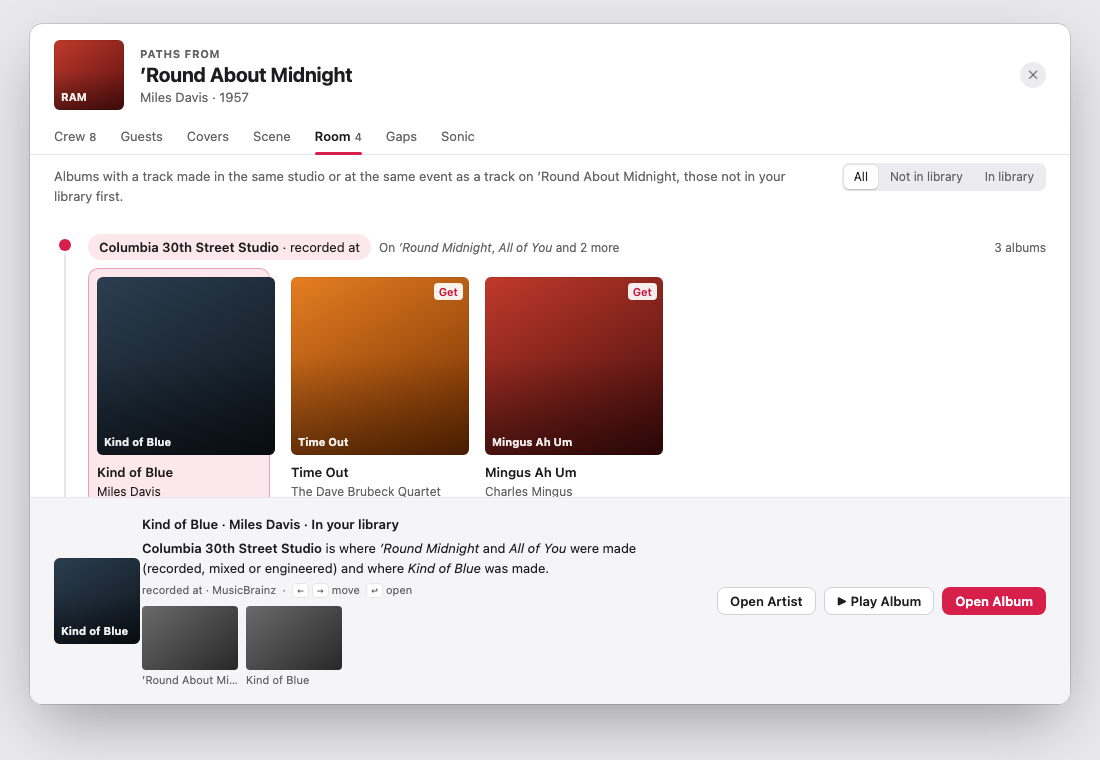 RAM
PATHS FROM
’Round About Midnight
Miles Davis · 1957
Crew 8 Guests Covers Scene Room 4 Gaps Sonic
Albums with a track made in the same studio or at the same event as a track on ’Round About Midnight, those not in your
library first.
All Not in library In library
Columbia 30th Street Studio · recorded at On ’Round Midnight, All of You and 2 more 3 albums
Get
Get
Kind of Blue
Time Out
Mingus Ah Um
Kind of Blue
Miles Davis
Time Out
The Dave Brubeck Quartet
Mingus Ah Um
Charles Mingus
Kind of Blue
Kind of Blue · Miles Davis · In your library
Columbia 30th Street Studio is where ’Round Midnight and All of You were made
(recorded, mixed or engineered) and where Kind of Blue was made.
recorded at · MusicBrainz · ← → move ↩ open
’Round About Mi…
Kind of Blue
Open Artist
▶ Play Album
Open Album